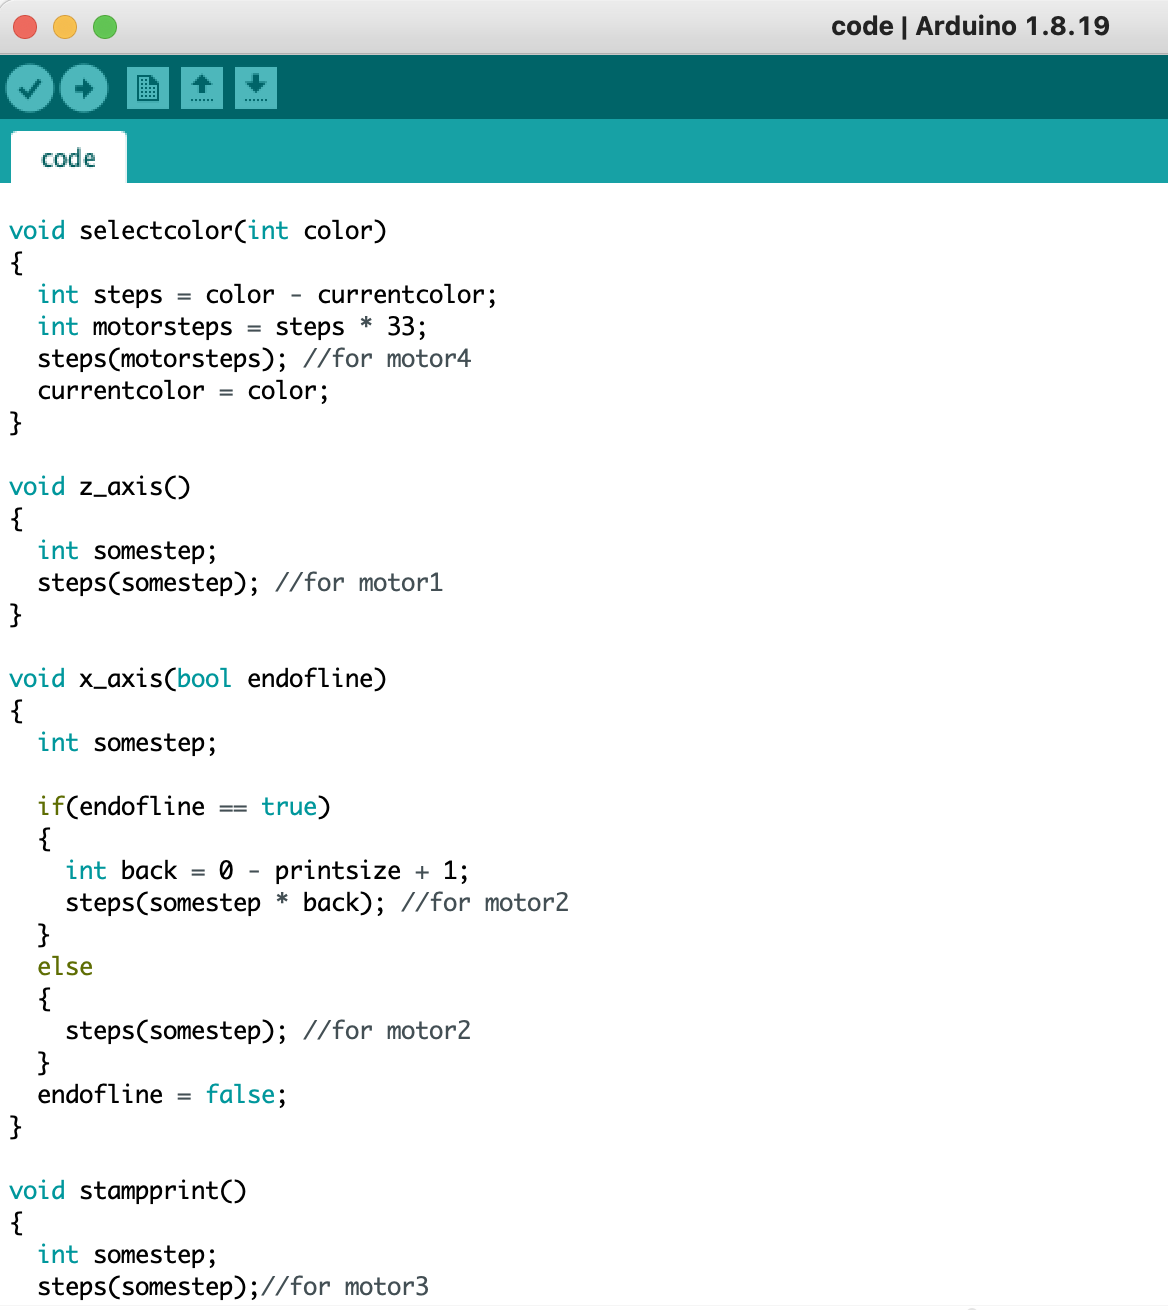 code | Arduino 1.8.19
code
void selectcolor(int color)
{
int steps = color - currentcolor;
int motorsteps = steps * 33;
steps(motorsteps); //for motor4
currentcolor = color;
}
void z_axis()
{
int somestep;
steps(somestep); //for motor1
}
void x_axis(bool endofline)
{
int somestep;
if(endofline == true)
{
int back = 0 - printsize + 1;
steps(somestep * back); //for motor2
}
else
{
steps(somestep); //for motor2
}
endofline = false;
}
void stampprint()
{
int somestep;
steps(somestep);//for motor3